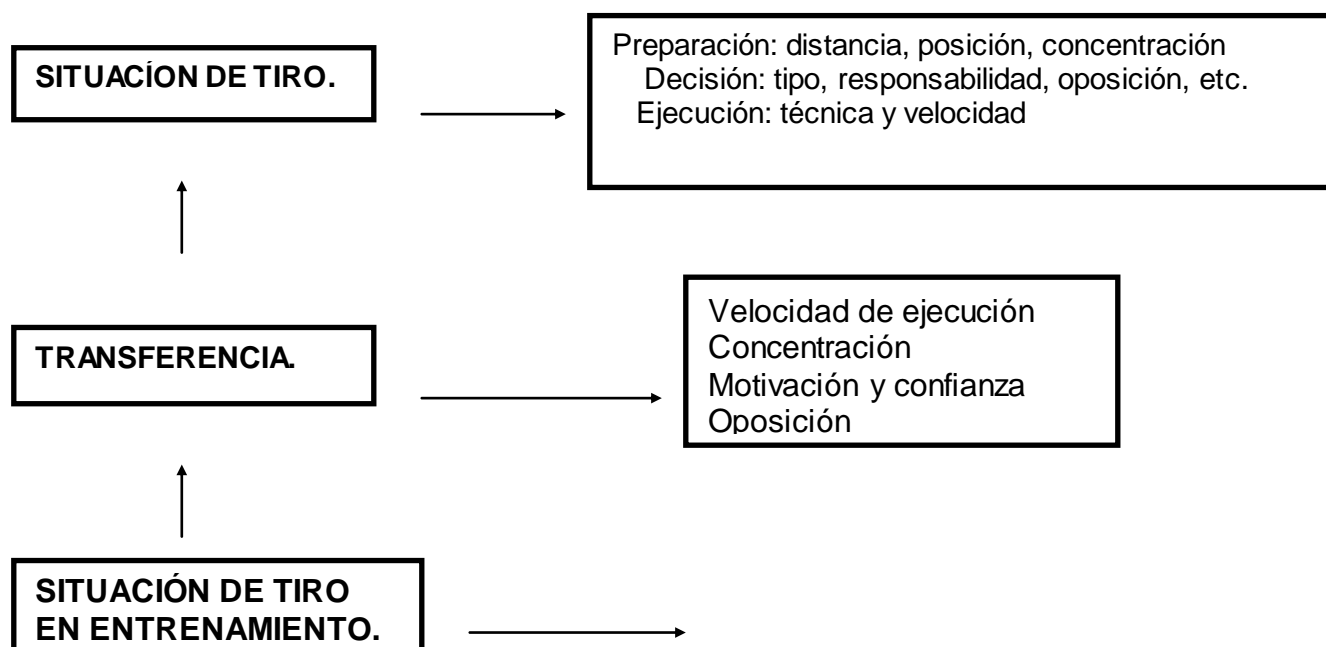 SITUACÍON DE TIRO.
Preparación: distancia, posición, concentración
Decisión: tipo, responsabilidad, oposición, etc.
Ejecución: técnica y velocidad
TRANSFERENCIA.
Velocidad de ejecución
Concentración
Motivación y confianza
Oposición
SITUACIÓN DE TIRO
EN ENTRENAMIENTO.